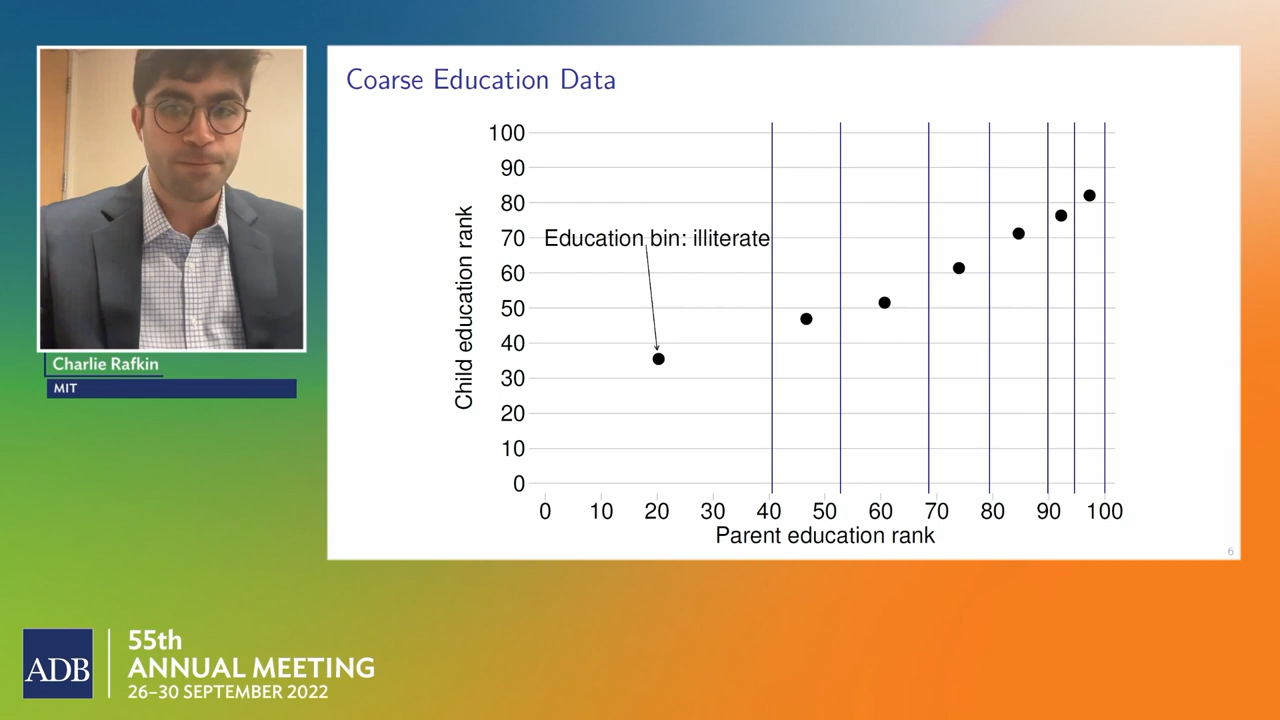 Coarse Education Data
100
90
80
70
60
50
40
30
20
10
0
Child education rank
Education bin: illiterate
0 10 20 30 40 50 60 70 80 90 100
Parent education rank
6
Charlie Rafkin
MIT
ADB
55th
ANNUAL MEETING
26–30 SEPTEMBER 2022